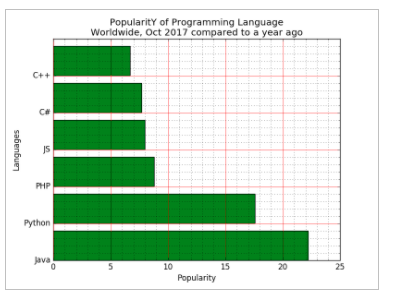 PopularitY of Programming Language
Worldwide, Oct 2017 compared to a year ago
Languages
C++
C#
JS
PHP
Python
Java
0 5 10 15 20 25
Popularity